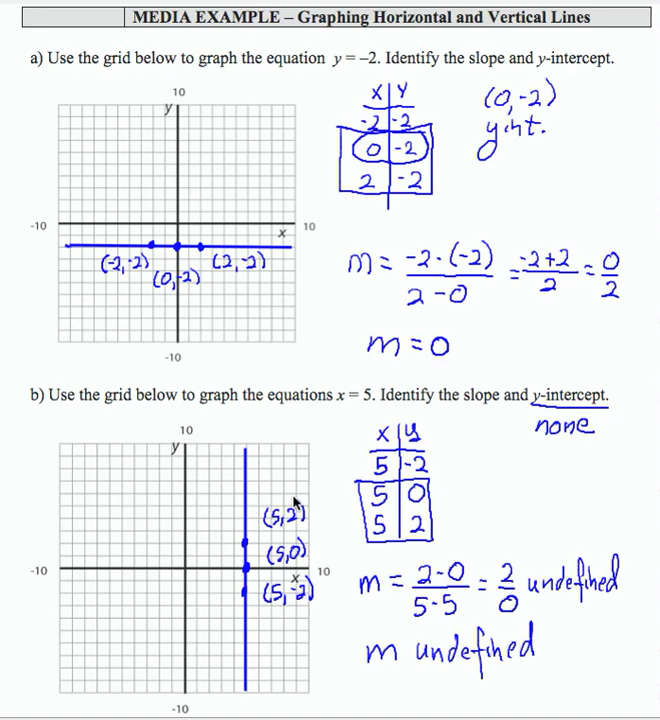 MEDIA EXAMPLE – Graphing Horizontal and Vertical Lines
a) Use the grid below to graph the equation y = –2. Identify the slope and y-intercept.
10
y
-10
x
10
(-2,-2)
(0,-2)
(2,-2)
-10
x | y
-2 | -2
0 | -2
2 | -2
(0,-2)
y int.
m = -2-(-2) / 2-0 = -2+2 / 2 = 0/2
m = 0
b) Use the grid below to graph the equations x = 5. Identify the slope and y-intercept.
none
10
y
-10
x
10
(5,2)
(5,0)
(5,-2)
-10
x | y
5 | -2
5 | 0
5 | 2
m = 2-0 / 5-5 = 2/0 undefined
m undefined